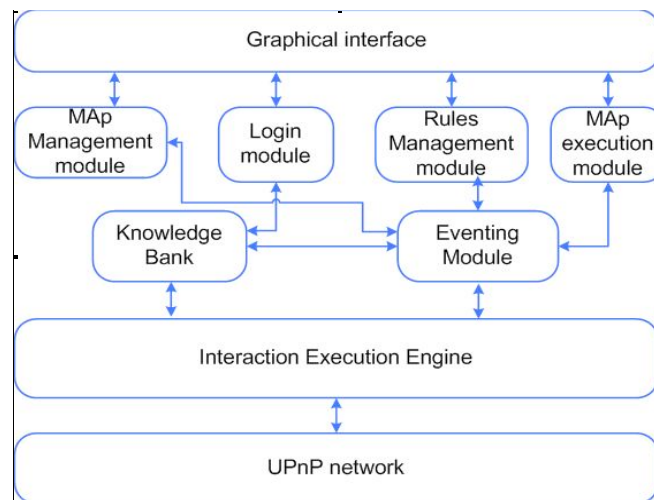 Graphical interface
MAp
Management
module
Login
module
Rules
Management
module
MAp
execution
module
Knowledge
Bank
Eventing
Module
Interaction Execution Engine
UPnP network